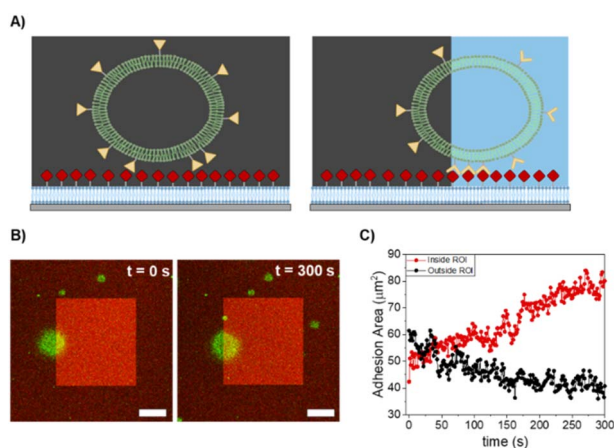 A)
B)
t = 0 s
t = 300 s
C)
Inside ROI
Outside ROI
Adhesion Area (μm²)
90
80
70
60
50
40
30
0 50 100 150 200 250 300
time (s)